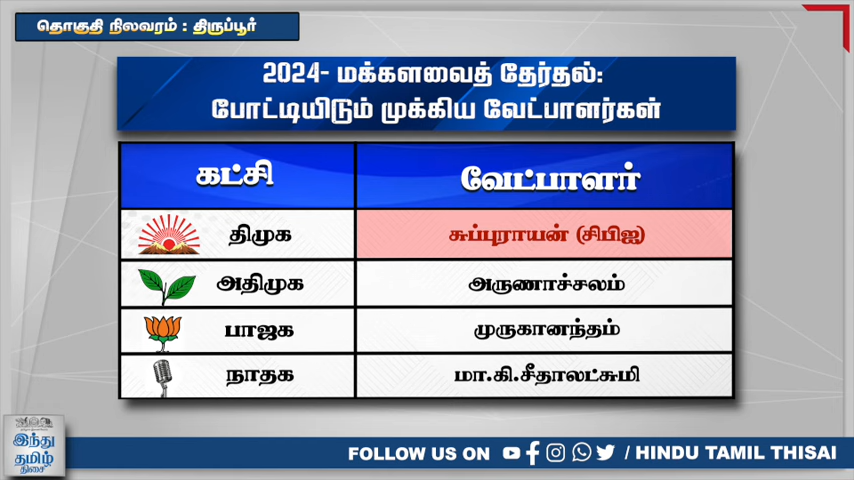 தொகுதி நிலவரம் : திருப்பூர்
2024- மக்களவைத் தேர்தல்:
போட்டியிடும் முக்கிய வேட்பாளர்கள்
கட்சி வேட்பாளர்
திமுக சுப்புராயன் (சிபிஐ)
அதிமுக அருணாச்சலம்
பாஜக முருகானந்தம்
நாதக மா.கி.சீதாலட்சுமி
இந்து
தமிழ்
திசை
FOLLOW US ON / HINDU TAMIL THISAI